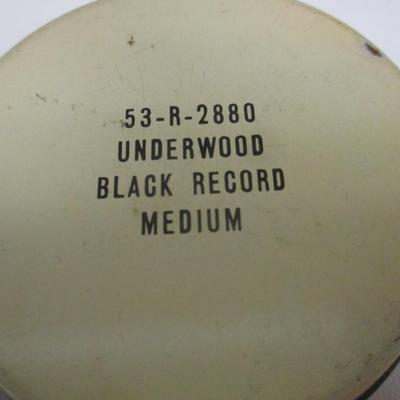 53-R-2880
UNDERWOOD
BLACK RECORD
MEDIUM